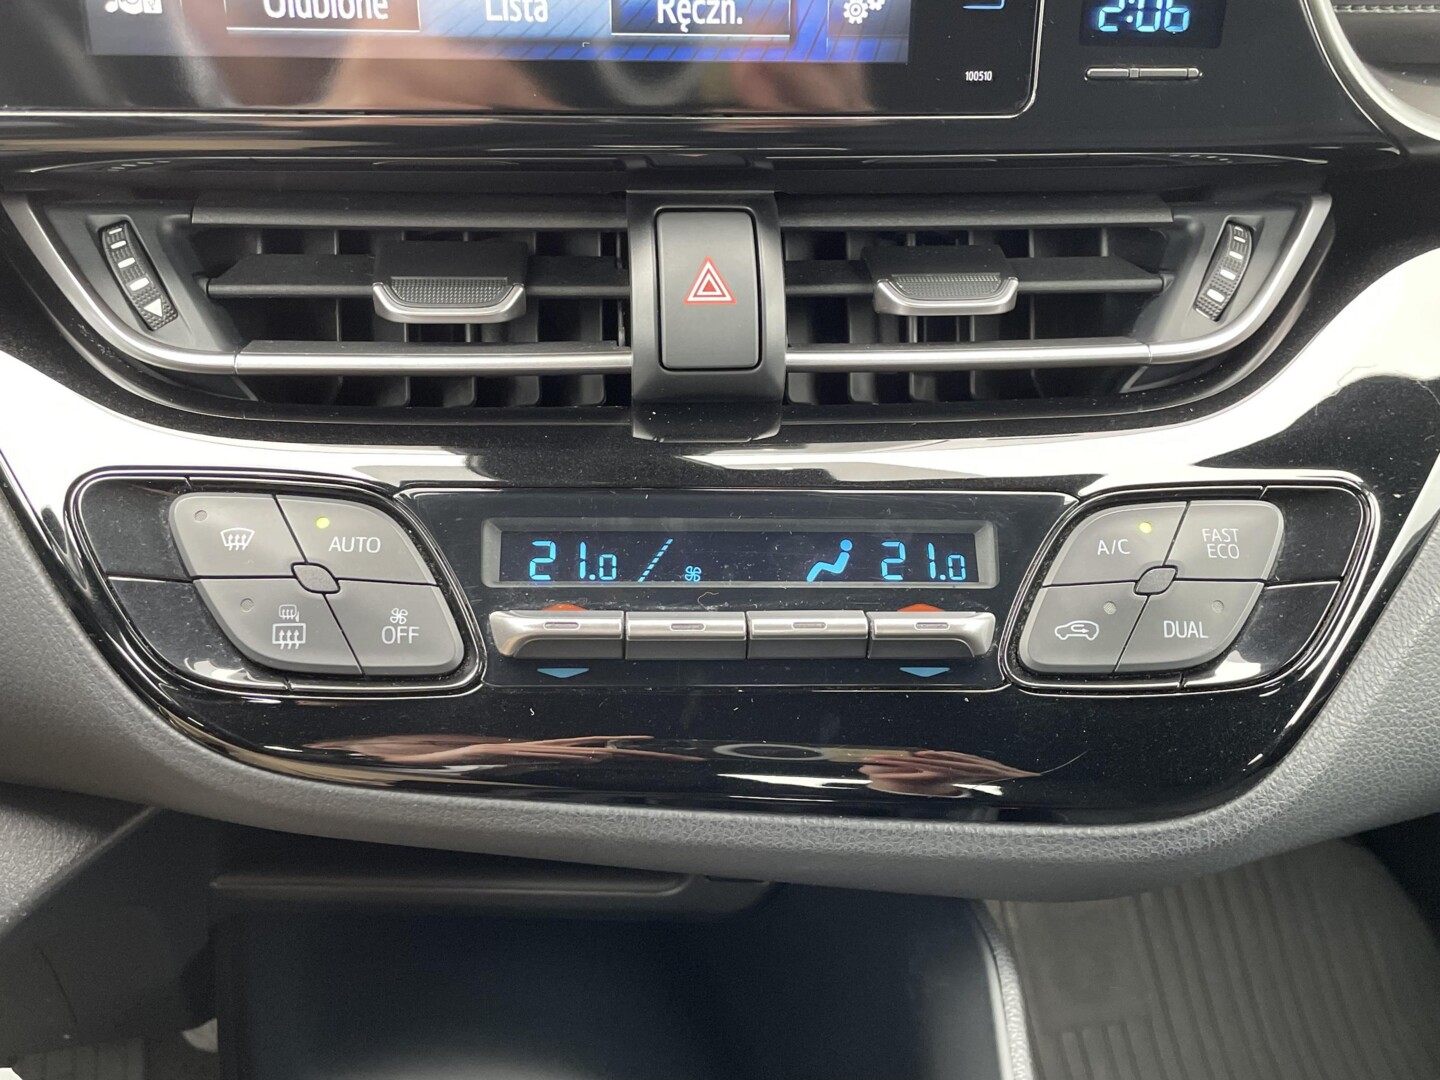 Ulubione Lista Ręczn.
2:06
100510
AUTO
OFF
21.0 21.0
A/C
FAST
ECO
DUAL